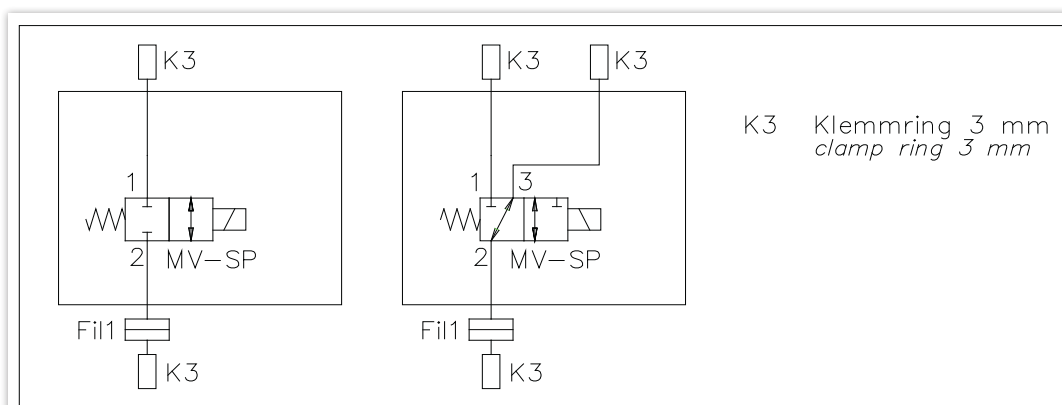 K3
K3
K3
K3 Klemmring 3 mm
clamp ring 3 mm
1
1
3
2
MV-SP
2
MV-SP
Fil1
Fil1
K3
K3